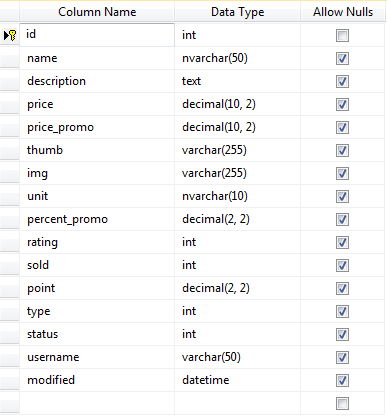 Column Name Data Type Allow Nulls
id int
name nvarchar(50)
description text
price decimal(10, 2)
price_promo decimal(10, 2)
thumb varchar(255)
img varchar(255)
unit nvarchar(10)
percent_promo decimal(2, 2)
rating int
sold int
point decimal(2, 2)
type int
status int
username varchar(50)
modified datetime